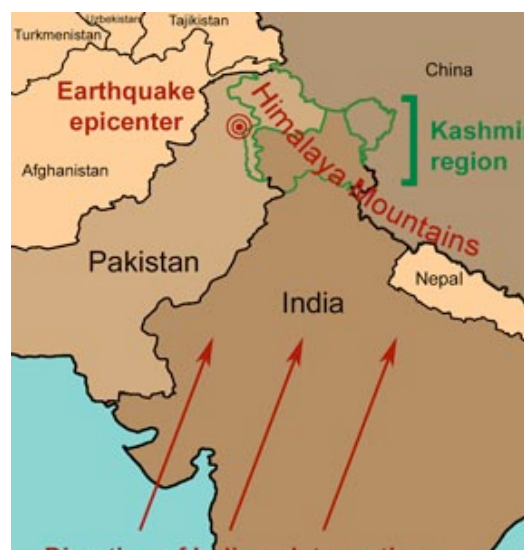 Uzbekistan
Tajikistan
Turkmenistan
China
Earthquake
epicenter
Himalaya Mountains
Kashmi
region
Afghanistan
Pakistan
Nepal
India